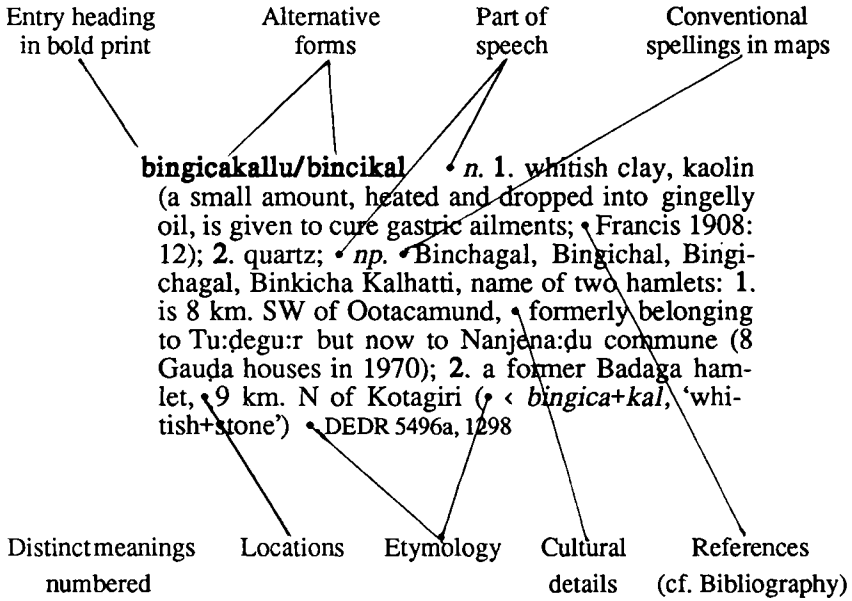 Entry heading Alternative Part of Conventional
in bold print forms speech spellings in maps
bingicakallu/bincikal • n. 1. whitish clay, kaolin
(a small amount, heated and dropped into gingelly
oil, is given to cure gastric ailments; • Francis 1908:
12); 2. quartz; • np. • Binchagal, Bingichal, Bingi-
chagal, Binkicha Kalhatti, name of two hamlets: 1.
is 8 km. SW of Ootacamund, • formerly belonging
to Tu:ḍegu:r but now to Nanjena:ḍu commune (8
Gauḍa houses in 1970); 2. a former Badaga ham-
let, • 9 km. N of Kotagiri (• < bingica+kal, ‘whi-
tish+stone’) • DEDR 5496a, 1298
Distinct meanings Locations Etymology Cultural References
numbered details (cf. Bibliography)